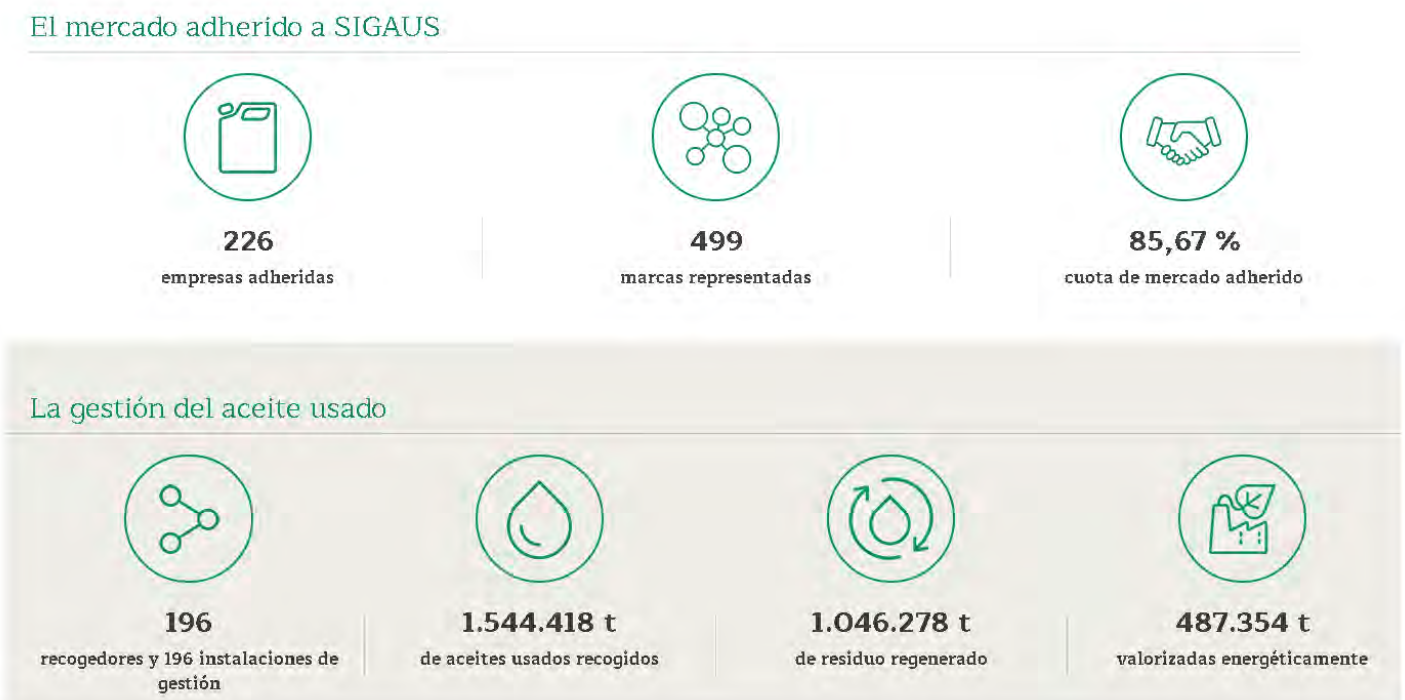 El mercado adherido a SIGAUS
226
empresas adheridas
499
marcas representadas
85,67 %
cuota de mercado adherido
La gestión del aceite usado
196
recogedores y 196 instalaciones de
gestión
1.544.418 t
de aceites usados recogidos
1.046.278 t
de residuo regenerado
487.354 t
valorizadas energéticamente